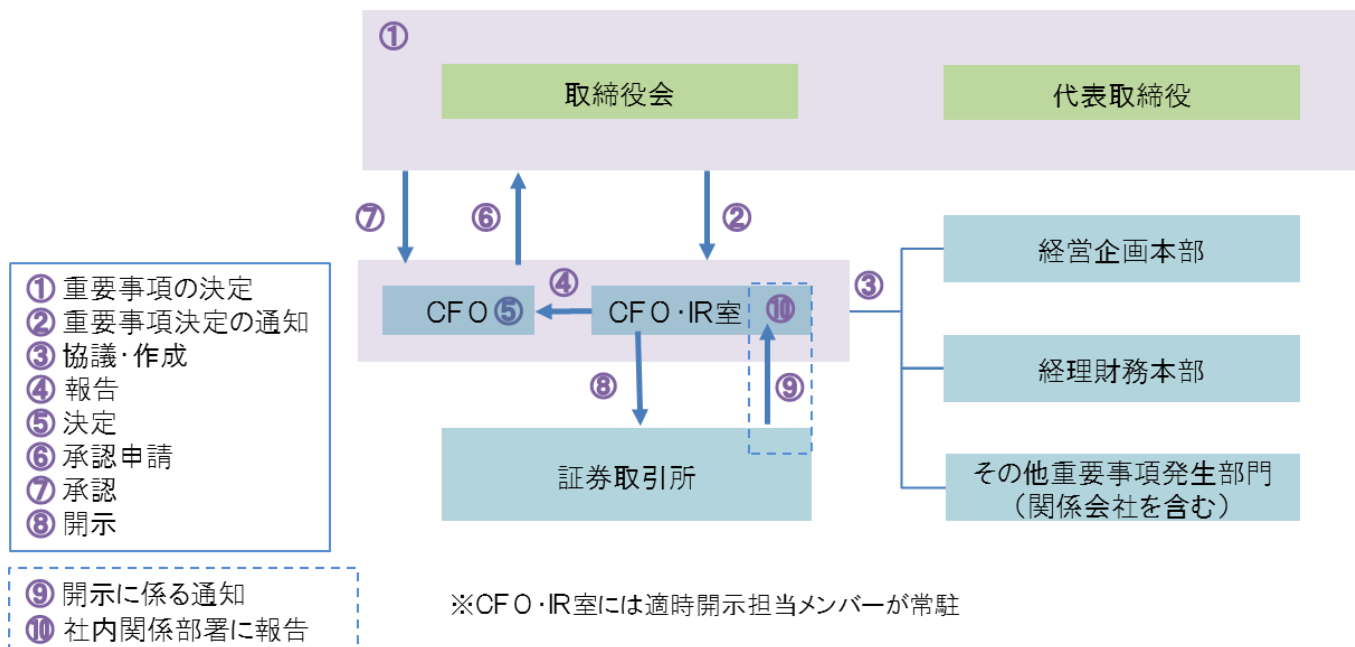 ①
取締役会
代表取締役
⑦
⑥
②
経営企画本部
CFO⑤
④
CFO・IR室
⑩
③
⑧
⑨
経理財務本部
証券取引所
その他重要事項発生部門
(関係会社を含む)
①重要事項の決定
②重要事項決定の通知
③協議・作成
④報告
⑤決定
⑥承認申請
⑦承認
⑧開示
⑨開示に係る通知
⑩社内関係部署に報告
※CFO・IR室には適時開示担当メンバーが常駐